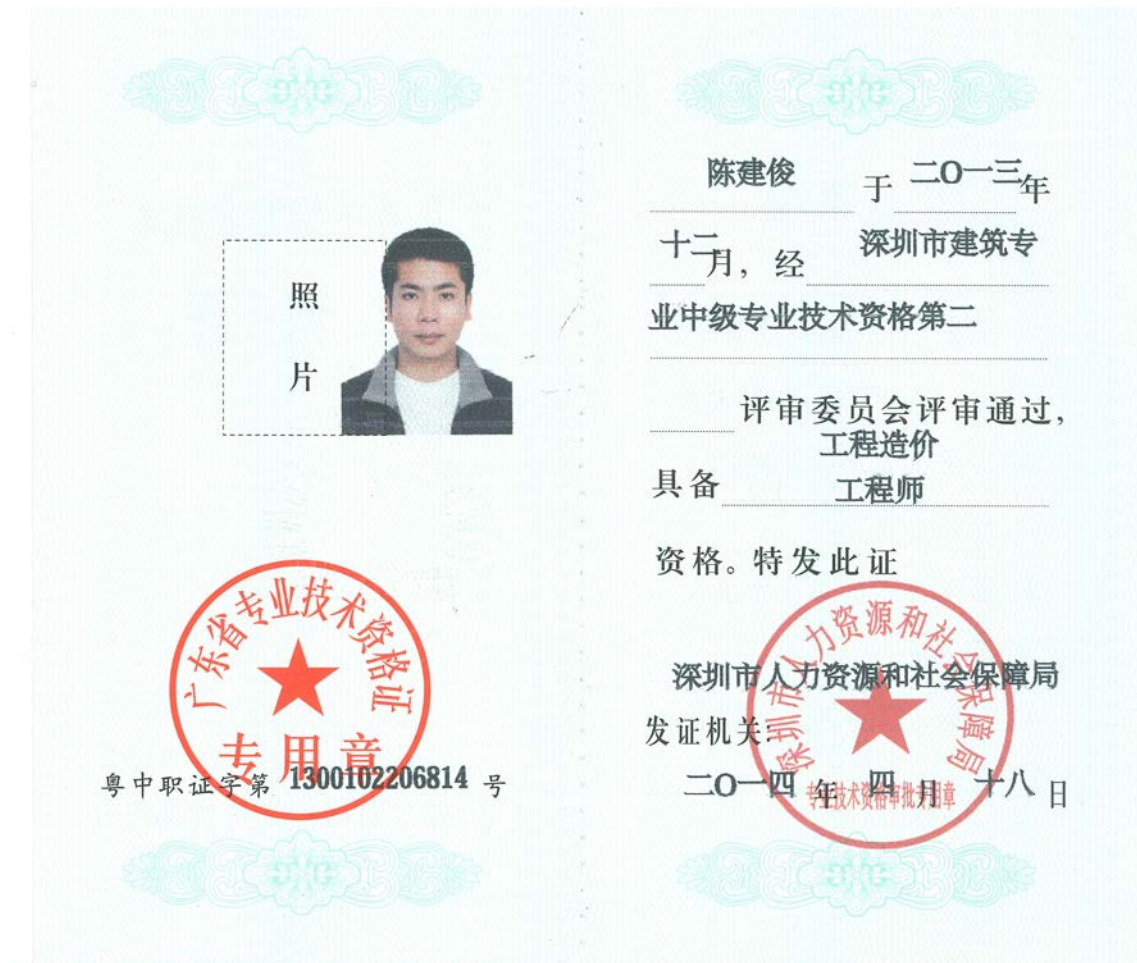 照
片
广东省专业技术资格证
专用章
粤中职证字第 1300102206814 号
陈建俊 于 二O一三年
十二月，经 深圳市建筑专
业中级专业技术资格第二
评审委员会评审通过，
工程造价
具备 工程师
资格。特发此证
深圳市人力资源和社会保障局
深圳市人力资源和社会保障局
发证机关：
二O一四 年 四 月 十八 日
专业技术资格审批专用章